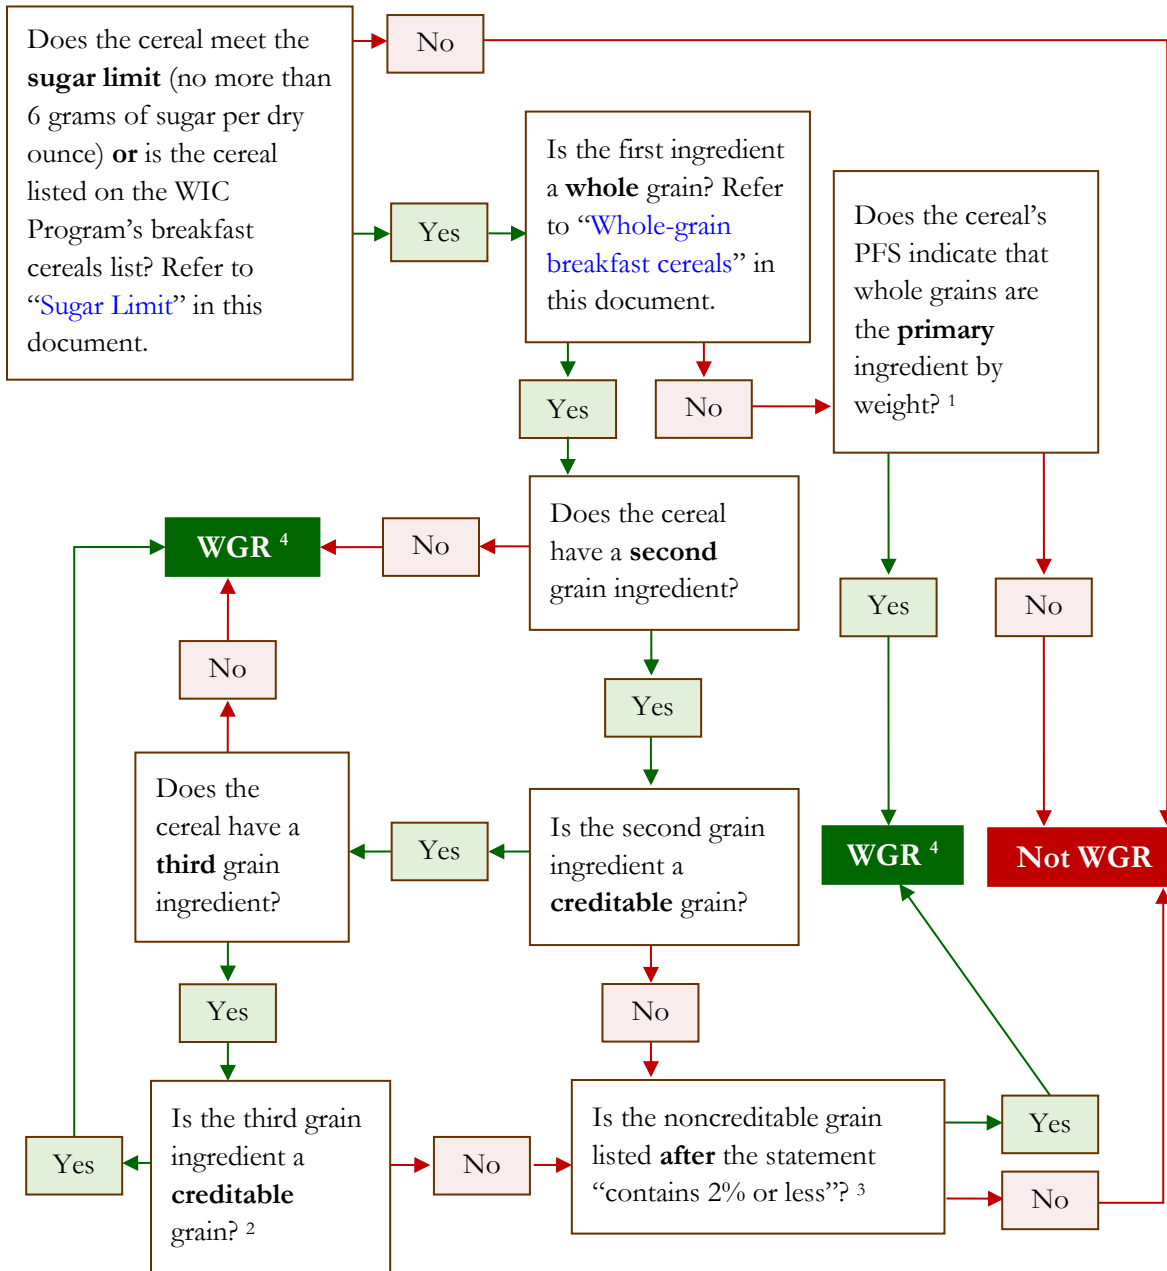 Does the cereal meet the
sugar limit (no more than
6 grams of sugar per dry
ounce) or is the cereal
listed on the WIC
Program’s breakfast
cereals list? Refer to
“Sugar Limit” in this
document.
No
Yes
Is the first ingredient
a whole grain? Refer
to “Whole-grain
breakfast cereals” in
this document.
Does the cereal’s
PFS indicate that
whole grains are
the primary
ingredient by
weight? 1
Yes
No
Does the cereal
have a second
grain ingredient?
No
WGR 4
Yes
No
Yes
No
Does the
cereal have a
third grain
ingredient?
Yes
Is the second grain
ingredient a
creditable grain?
WGR 4
Not WGR
Yes
No
Is the third grain
ingredient a
creditable
grain? 2
Yes
No
Is the noncreditable grain
listed after the statement
“contains 2% or less”? 3
Yes
No